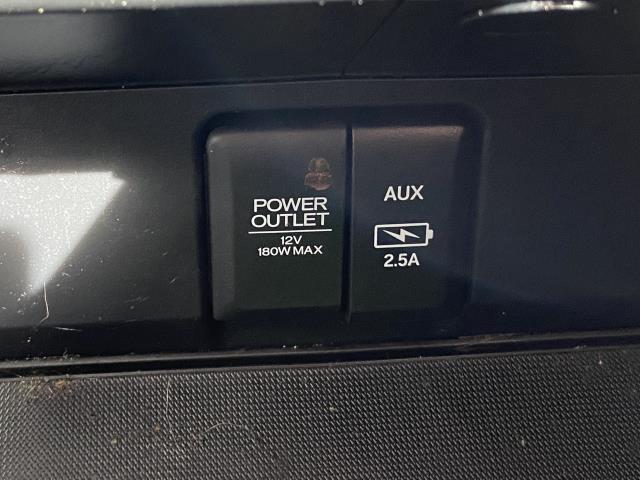 POWER
OUTLET
12V
180W MAX
AUX
2.5A